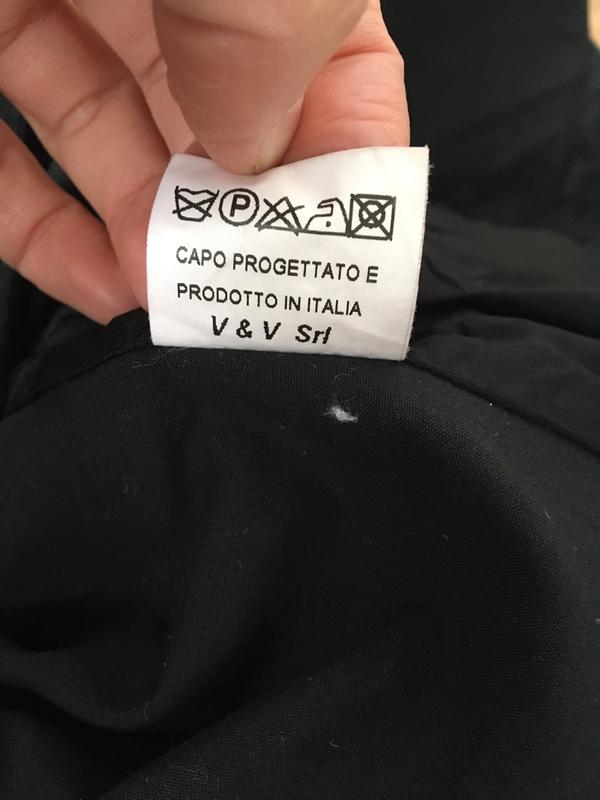 P
CAPO PROGETTATO E
PRODOTTO IN ITALIA
V & V Srl